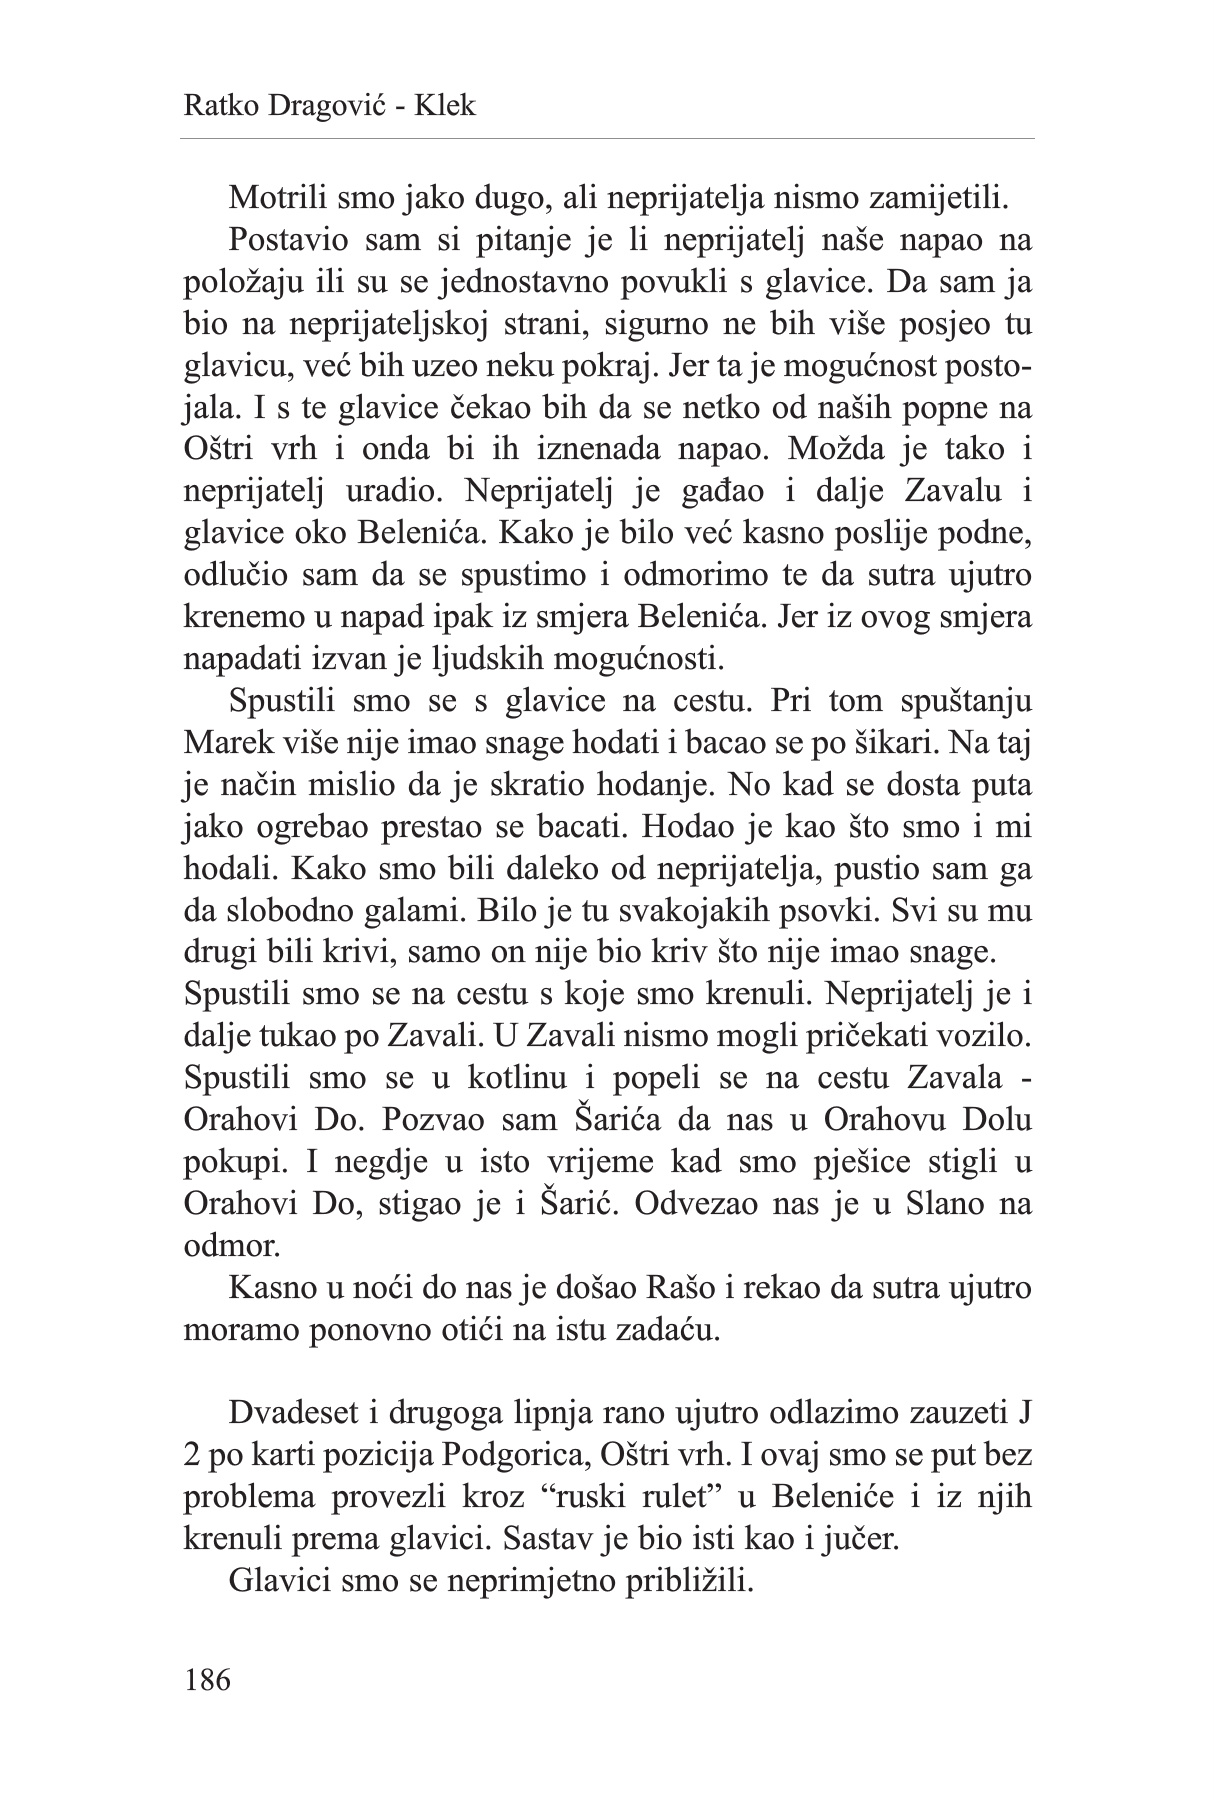 Ratko Dragović - Klek
Motrili smo jako dugo, ali neprijatelja nismo zamijetili.
Postavio sam si pitanje je li neprijatelj naše napao na
položaju ili su se jednostavno povukli s glavice. Da sam ja
bio na neprijateljskoj strani, sigurno ne bih više posjeo tu
glavicu, već bih uzeo neku pokraj. Jer ta je mogućnost posto-
jala. I s te glavice čekao bih da se netko od naših popne na
Oštri vrh i onda bi ih iznenada napao. Možda je tako i
neprijatelj uradio. Neprijatelj je gađao i dalje Zavalu i
glavice oko Belenića. Kako je bilo već kasno poslije podne,
odlučio sam da se spustimo i odmorimo te da sutra ujutro
krenemo u napad ipak iz smjera Belenića. Jer iz ovog smjera
napadati izvan je ljudskih mogućnosti.
Spustili smo se s glavice na cestu. Pri tom spuštanju
Marek više nije imao snage hodati i bacao se po šikari. Na taj
je način mislio da je skratio hodanje. No kad se dosta puta
jako ogrebao prestao se bacati. Hodao je kao što smo i mi
hodali. Kako smo bili daleko od neprijatelja, pustio sam ga
da slobodno galami. Bilo je tu svakojakih psovki. Svi su mu
drugi bili krivi, samo on nije bio kriv što nije imao snage.
Spustili smo se na cestu s koje smo krenuli. Neprijatelj je i
dalje tukao po Zavali. U Zavali nismo mogli pričekati vozilo.
Spustili smo se u kotlinu i popeli se na cestu Zavala -
Orahovi Do. Pozvao sam Šarića da nas u Orahovu Dolu
pokupi. I negdje u isto vrijeme kad smo pješice stigli u
Orahovi Do, stigao je i Šarić. Odvezao nas je u Slano na
odmor.
Kasno u noći do nas je došao Rašo i rekao da sutra ujutro
moramo ponovno otići na istu zadaću.
Dvadeset i drugoga lipnja rano ujutro odlazimo zauzeti J
2 po karti pozicija Podgorica, Oštri vrh. I ovaj smo se put bez
problema provezli kroz “ruski rulet” u Beleniće i iz njih
krenuli prema glavici. Sastav je bio isti kao i jučer.
Glavici smo se neprimjetno približili.
186